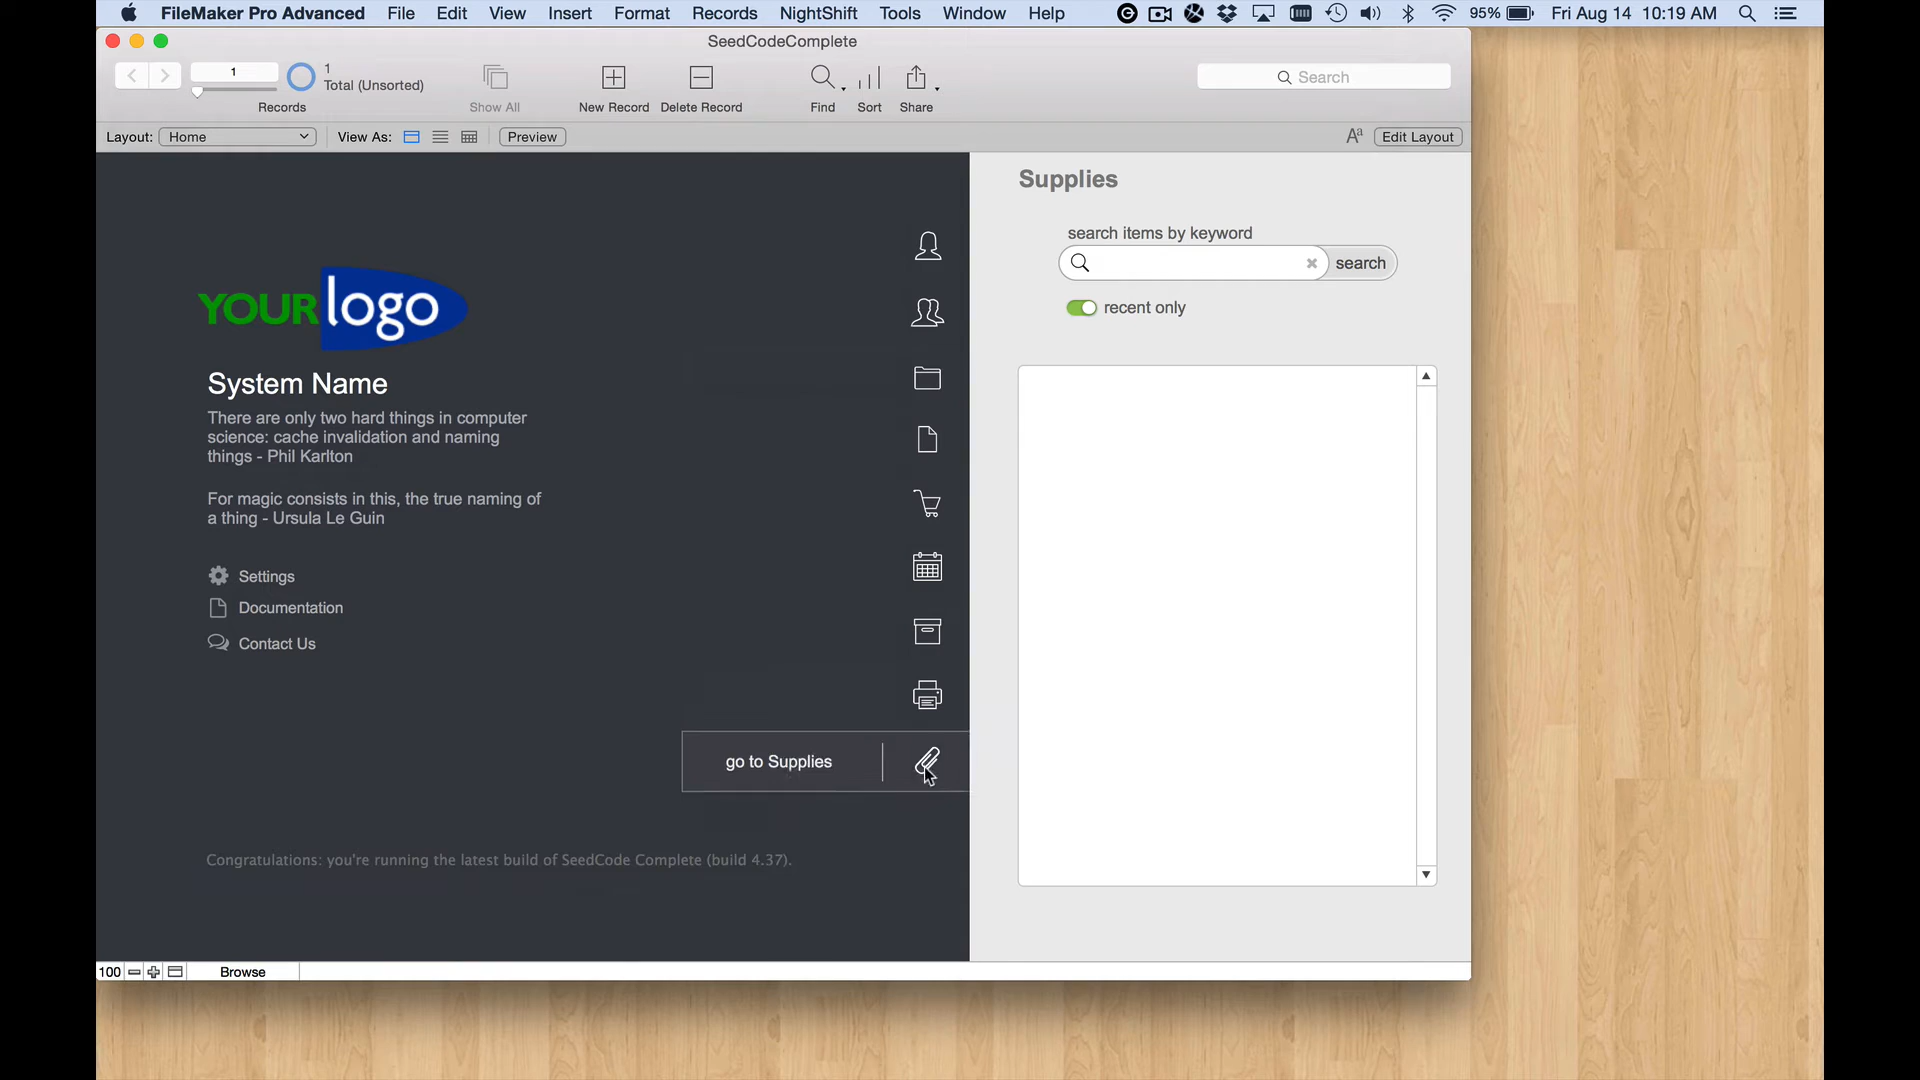 FileMaker Pro Advanced File Edit View Insert Format Records NightShift Tools Window Help 95% Fri Aug 14 10:19 AM
SeedCodeComplete
1
1
Total (Unsorted)
Search
Records Show All New Record Delete Record Find Sort Share
Layout: Home View As: Preview Aa Edit Layout
Supplies
search items by keyword
search
recent only
YOUR logo
System Name
There are only two hard things in computer
science: cache invalidation and naming
things - Phil Karlton
For magic consists in this, the true naming of
a thing - Ursula Le Guin
Settings
Documentation
Contact Us
go to Supplies
Congratulations: you're running the latest build of SeedCode Complete (build 4.37).
100 Browse